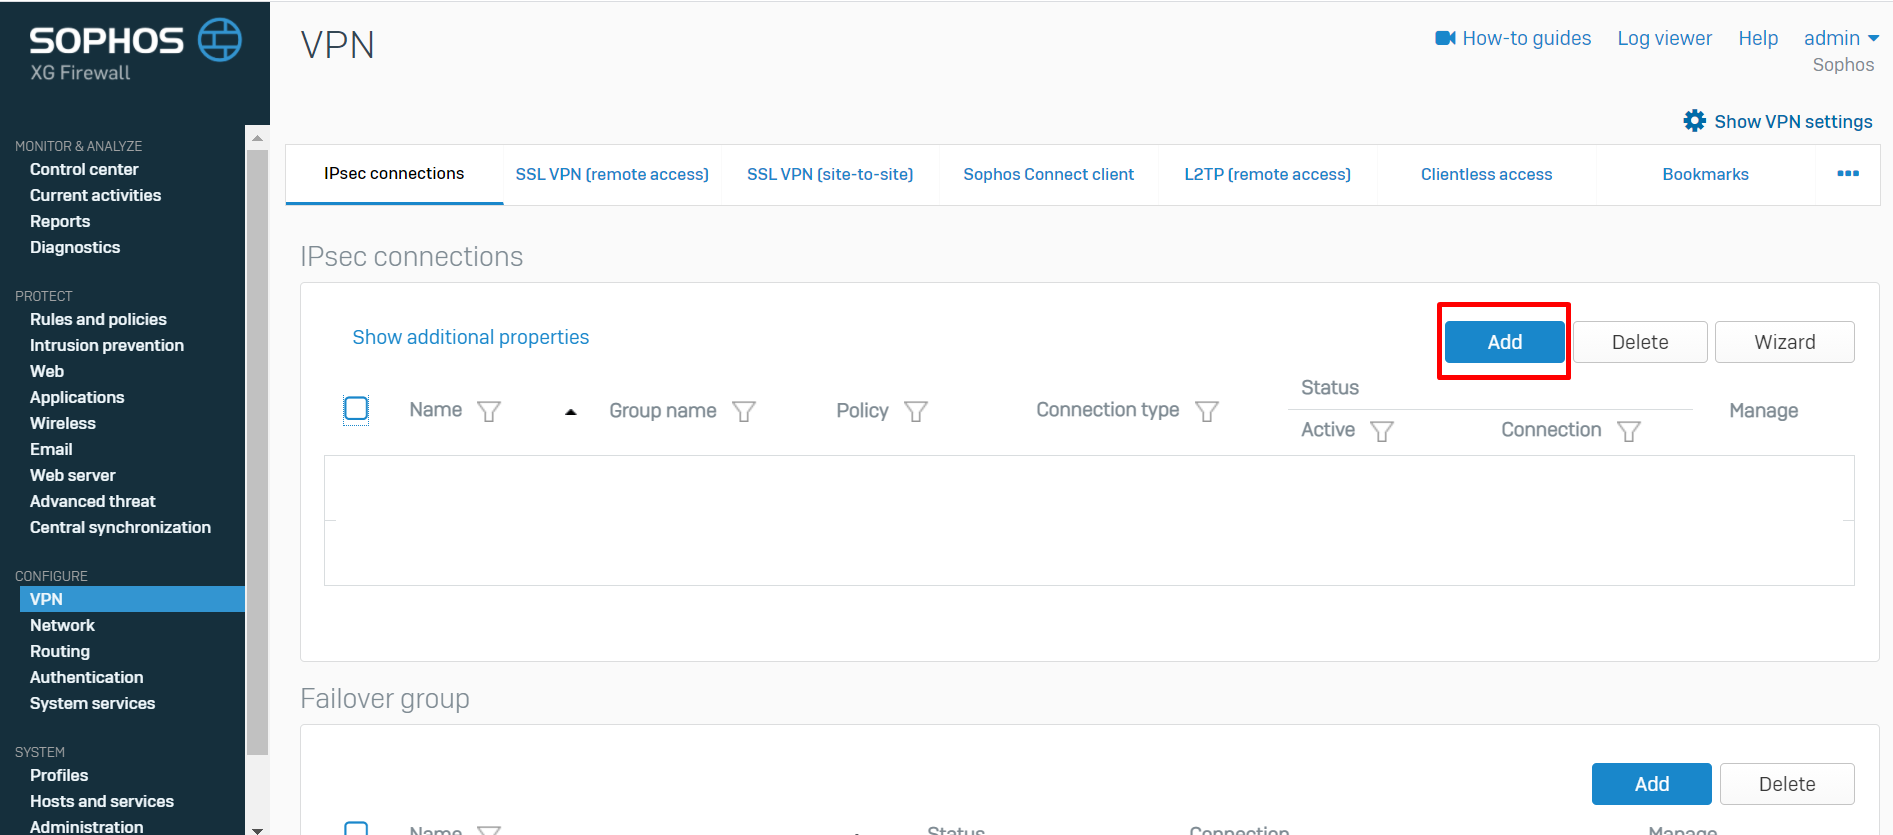 SOPHOS
XG Firewall
MONITOR & ANALYZE
Control center
Current activities
Reports
Diagnostics
PROTECT
Rules and policies
Intrusion prevention
Web
Applications
Wireless
Email
Web server
Advanced threat
Central synchronization
CONFIGURE
VPN
Network
Routing
Authentication
System services
SYSTEM
Profiles
Hosts and services
Administration
VPN
How-to guides Log viewer Help admin
Sophos
Show VPN settings
IPsec connections SSL VPN (remote access) SSL VPN (site-to-site) Sophos Connect client L2TP (remote access) Clientless access Bookmarks •••
IPsec connections
Show additional properties Add Delete Wizard
Name Group name Policy Connection type Status Manage
Active Connection
Failover group
Add Delete
Name Status Connection Manage